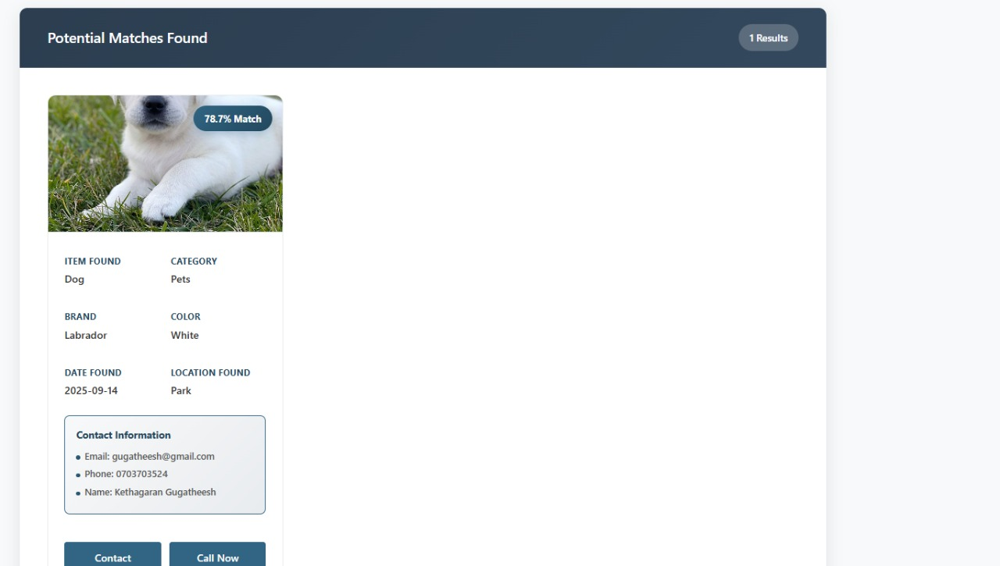 Potential Matches Found
1 Results
78.7% Match
ITEM FOUND CATEGORY
Dog Pets
BRAND COLOR
Labrador White
DATE FOUND LOCATION FOUND
2025-09-14 Park
Contact Information
Email: gugatheesh@gmail.com
Phone: 0703703524
Name: Kethagaran Gugatheesh
Contact Call Now